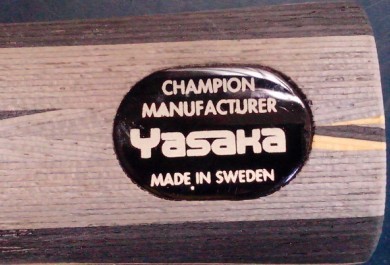 CHAMPION
MANUFACTURER
Yasaka
MADE IN SWEDEN